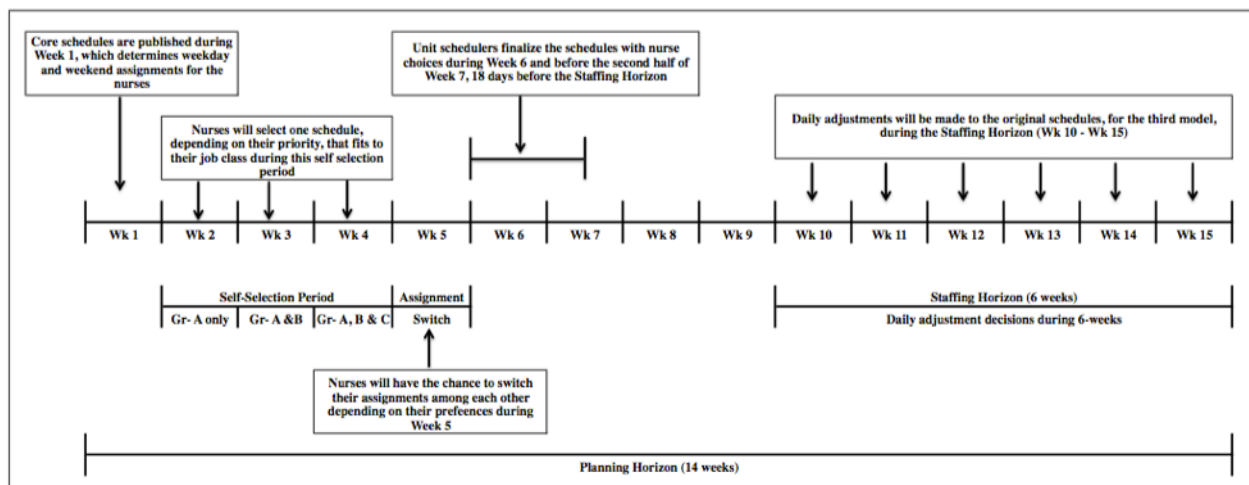 Core schedules are published during
Week 1, which determines weekday
and weekend assignments for the
nurses
Unit schedulers finalize the schedules with nurse
choices during Week 6 and before the second half of
Week 7, 18 days before the Staffing Horizon
Nurses will select one schedule,
depending on their priority, that fits to
their job class during this self selection
period
Daily adjustments will be made to the original schedules, for the third model,
during the Staffing Horizon (Wk 10 - Wk 15)
Wk 1 Wk 2 Wk 3 Wk 4 Wk 5 Wk 6 Wk 7 Wk 8 Wk 9 Wk 10 Wk 11 Wk 12 Wk 13 Wk 14 Wk 15
Self-Selection Period Assignment Staffing Horizon (6 weeks)
Gr- A only Gr- A &B Gr- A, B & C Switch Daily adjustment decisions during 6-weeks
Nurses will have the chance to switch
their assignments among each other
depending on their prefeences during
Week 5
Planning Horizon (14 weeks)